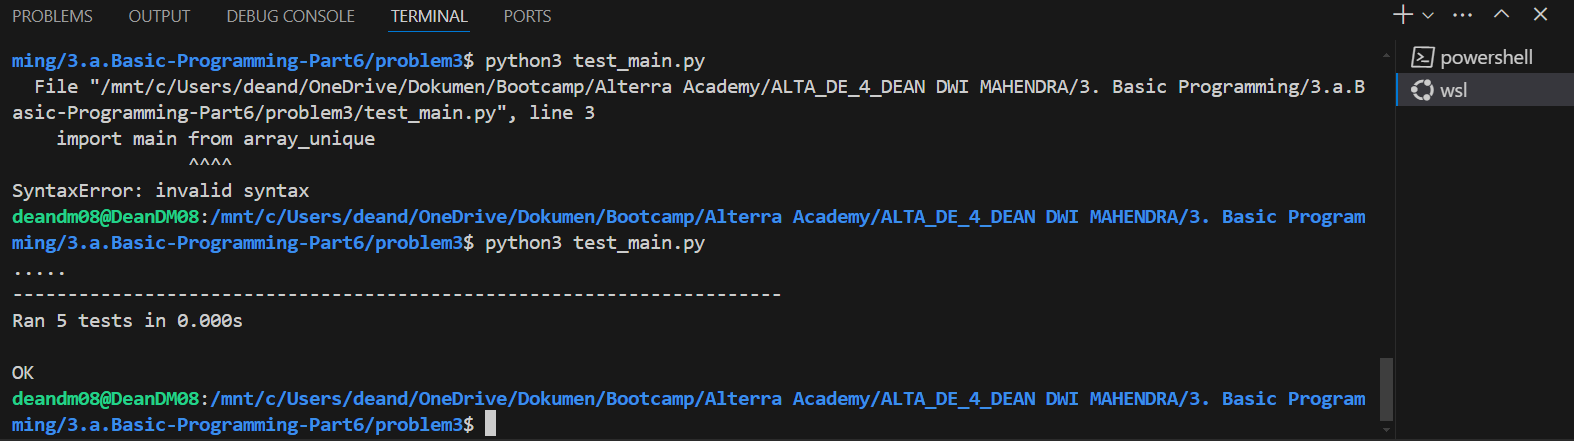 PROBLEMS OUTPUT DEBUG CONSOLE TERMINAL PORTS
ming/3.a.Basic-Programming-Part6/problem3$ python3 test_main.py
  File "/mnt/c/Users/deand/OneDrive/Dokumen/Bootcamp/Alterra Academy/ALTA_DE_4_DEAN DWI MAHENDRA/3. Basic Programming/3.a.B
asic-Programming-Part6/problem3/test_main.py", line 3
    import main from array_unique
                ^^^^
SyntaxError: invalid syntax
deandm08@DeanDM08:/mnt/c/Users/deand/OneDrive/Dokumen/Bootcamp/Alterra Academy/ALTA_DE_4_DEAN DWI MAHENDRA/3. Basic Program
ming/3.a.Basic-Programming-Part6/problem3$ python3 test_main.py
.....
----------------------------------------------------------------------
Ran 5 tests in 0.000s
OK
deandm08@DeanDM08:/mnt/c/Users/deand/OneDrive/Dokumen/Bootcamp/Alterra Academy/ALTA_DE_4_DEAN DWI MAHENDRA/3. Basic Program
ming/3.a.Basic-Programming-Part6/problem3$
powershell
wsl